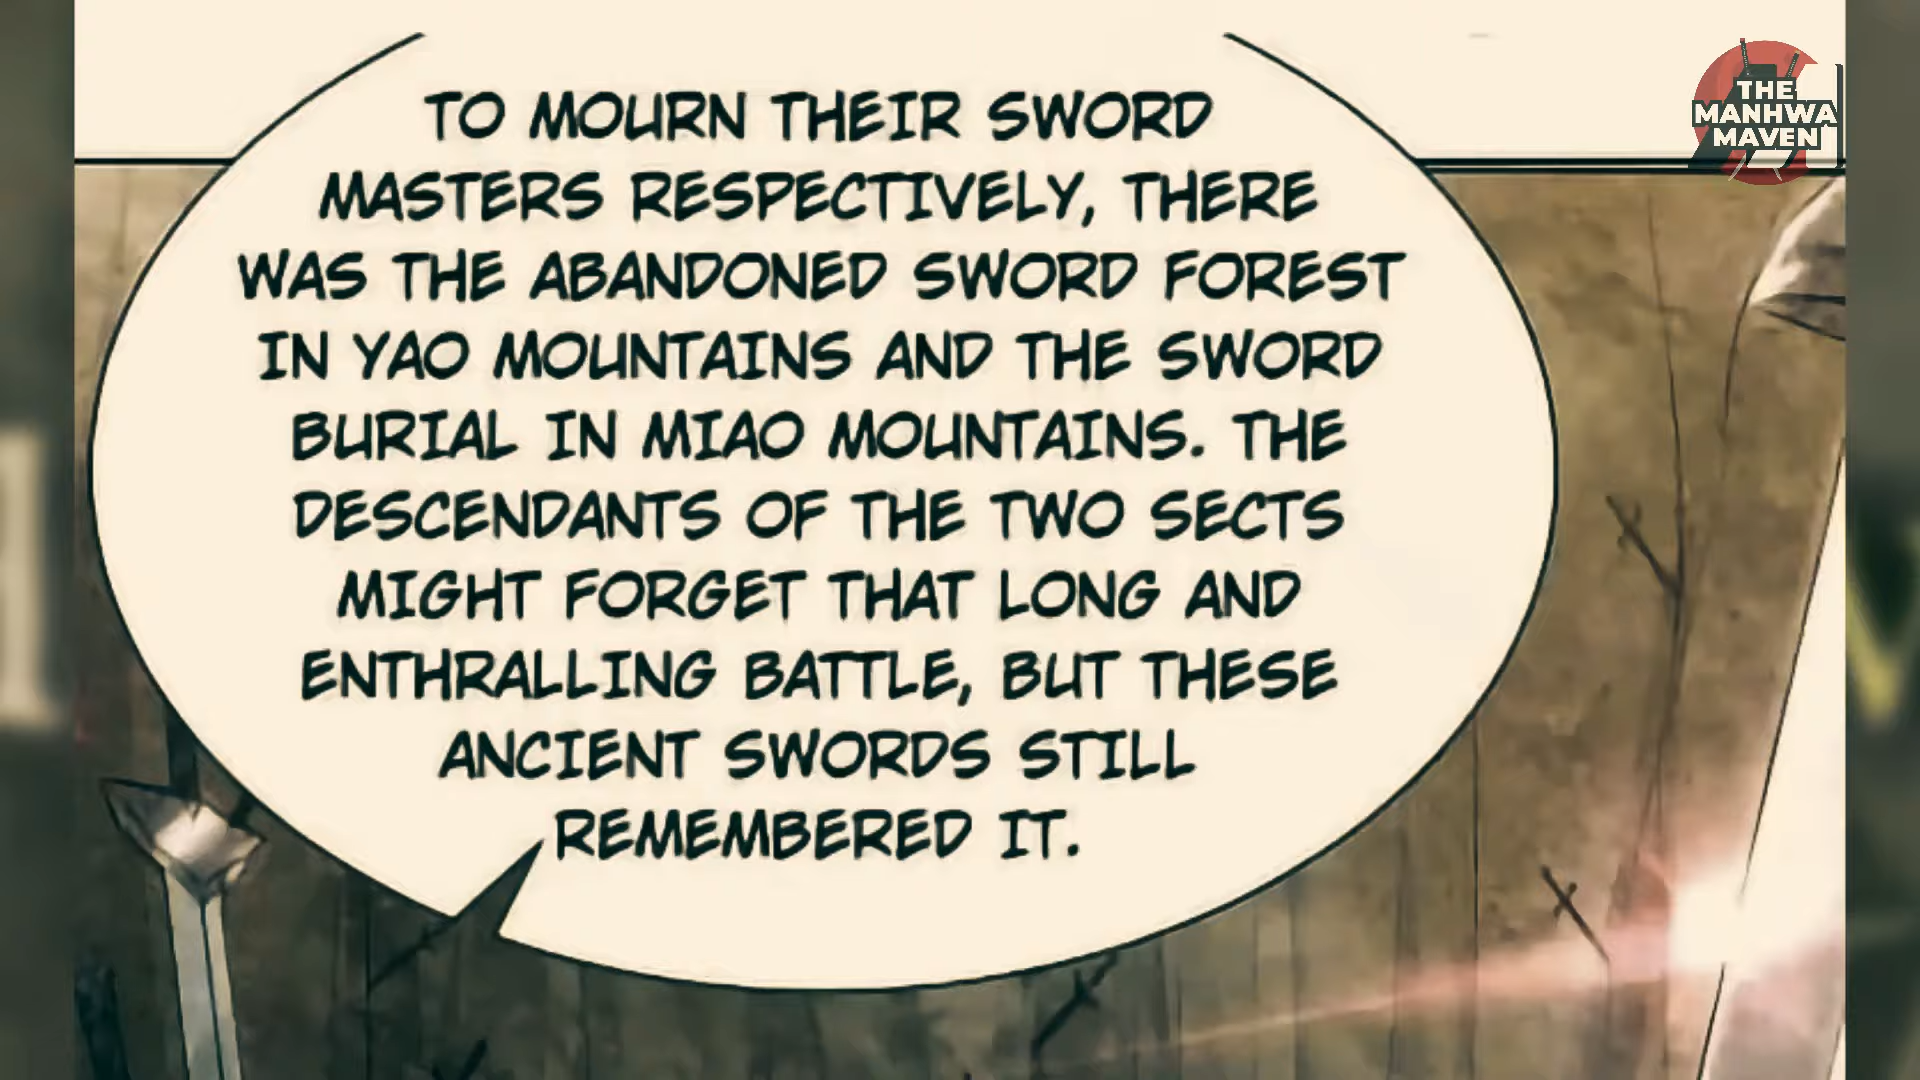 TO MOURN THEIR SWORD
MASTERS RESPECTIVELY, THERE
WAS THE ABANDONED SWORD FOREST
IN YAO MOUNTAINS AND THE SWORD
BURIAL IN MIAO MOUNTAINS. THE
DESCENDANTS OF THE TWO SECTS
MIGHT FORGET THAT LONG AND
ENTHRALLING BATTLE, BUT THESE
ANCIENT SWORDS STILL
REMEMBERED IT.
THE
MANHWA
MAVEN